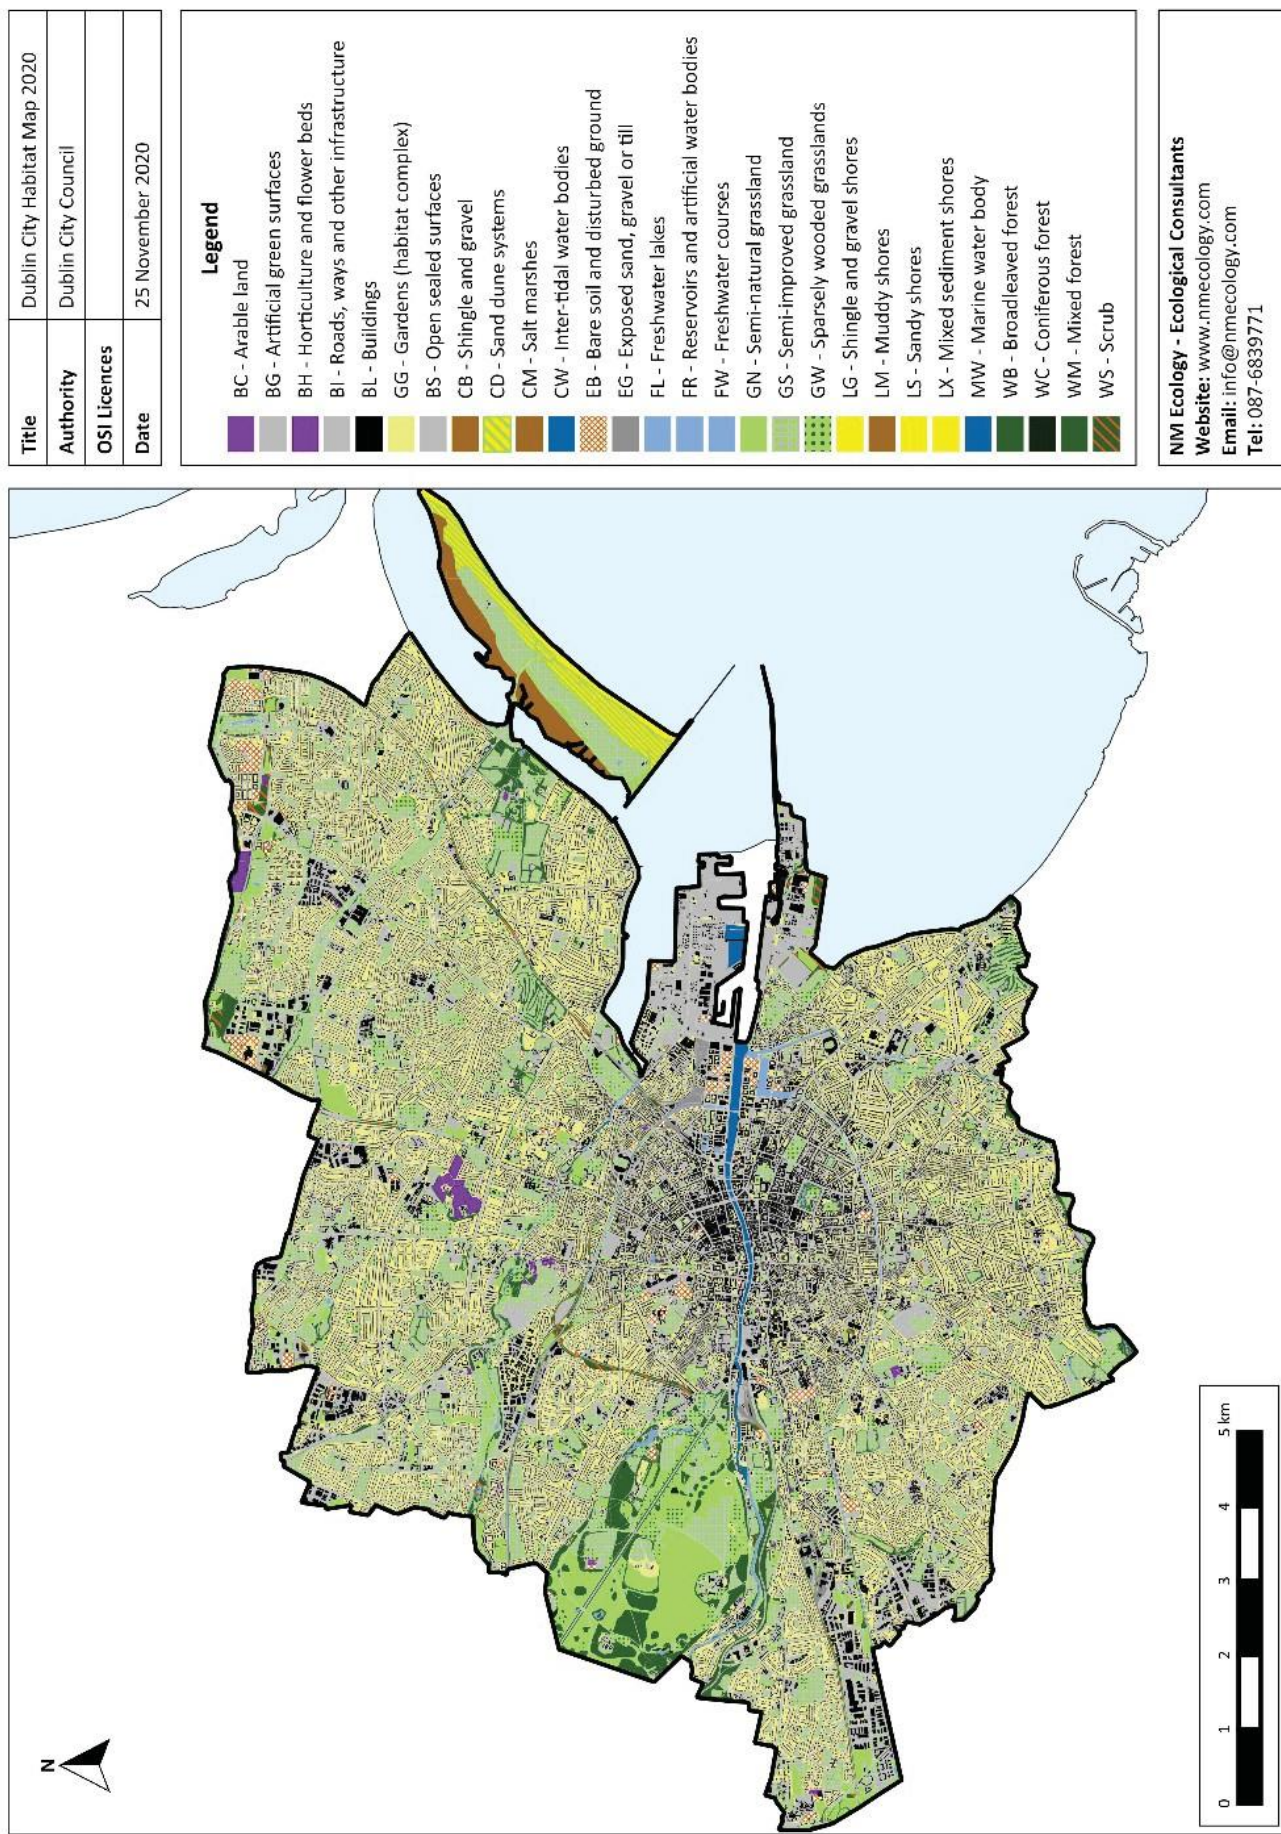 Title Dublin City Habitat Map 2020
Authority Dublin City Council
OSI Licences
Date 25 November 2020
Legend
BC - Arable land
BG - Artificial green surfaces
BH - Horticulture and flower beds
BI - Roads, ways and other infrastructure
BL - Buildings
GG - Gardens (habitat complex)
BS - Open sealed surfaces
CB - Shingle and gravel
CD - Sand dune systems
CM - Salt marshes
CW - Inter-tidal water bodies
EB - Bare soil and disturbed ground
EG - Exposed sand, gravel or till
FL - Freshwater lakes
FR - Reservoirs and artificial water bodies
FW - Freshwater courses
GN - Semi-natural grassland
GS - Semi-improved grassland
GW - Sparsely wooded grasslands
LG - Shingle and gravel shores
LM - Muddy shores
LS - Sandy shores
LX - Mixed sediment shores
MW - Marine water body
WB - Broadleaved forest
WC - Coniferous forest
WM - Mixed forest
WS - Scrub
NM Ecology - Ecological Consultants
Website: www.nmecology.com
Email: info@nmecology.com
Tel: 087-6839771
N
0 1 2 3 4 5 km